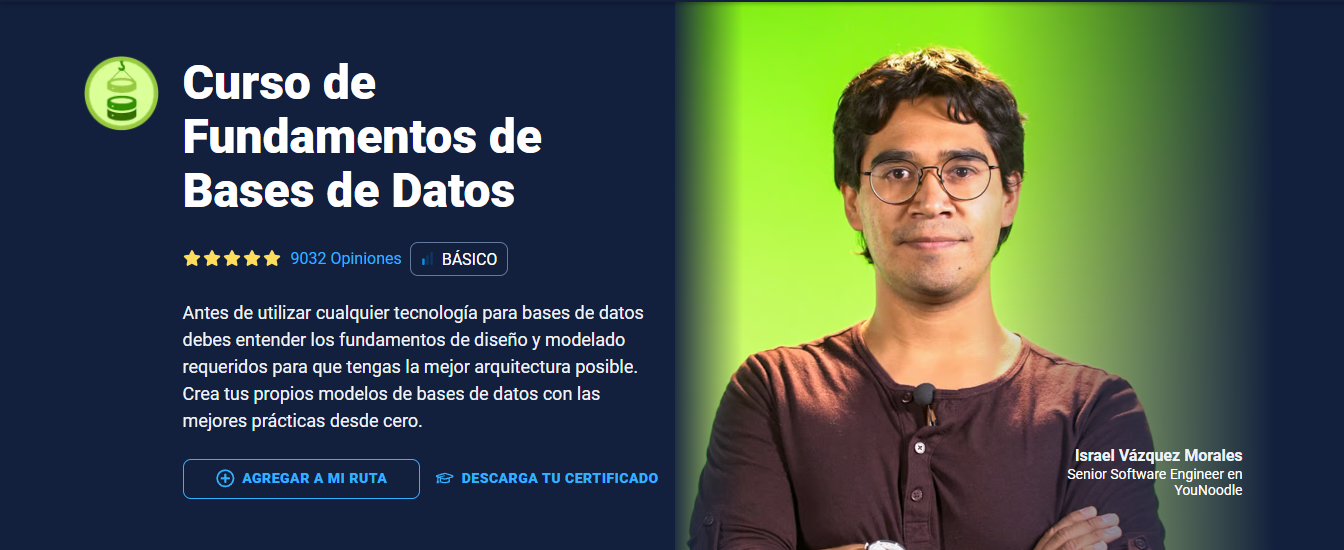 Curso de
Fundamentos de
Bases de Datos
9032 Opiniones
BÁSICO
Antes de utilizar cualquier tecnología para bases de datos
debes entender los fundamentos de diseño y modelado
requeridos para que tengas la mejor arquitectura posible.
Crea tus propios modelos de bases de datos con las
mejores prácticas desde cero.
AGREGAR A MI RUTA
DESCARGA TU CERTIFICADO
Israel Vázquez Morales
Senior Software Engineer en
YouNoodle